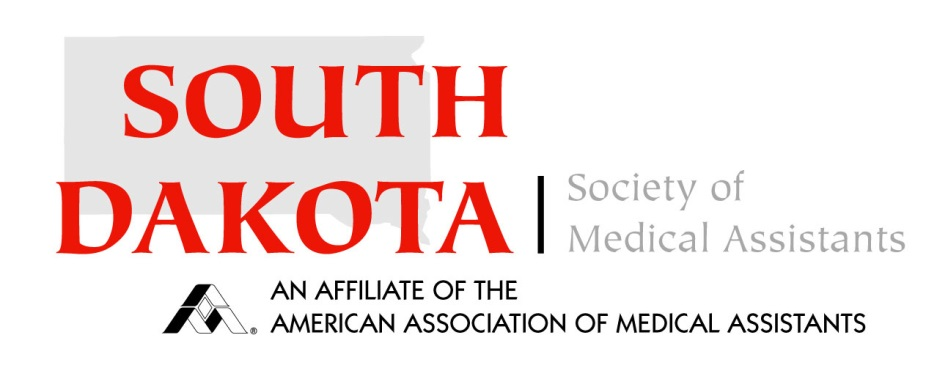 SOUTH
DAKOTA
Society of
Medical Assistants
AN AFFILIATE OF THE
AMERICAN ASSOCIATION OF MEDICAL ASSISTANTS
®